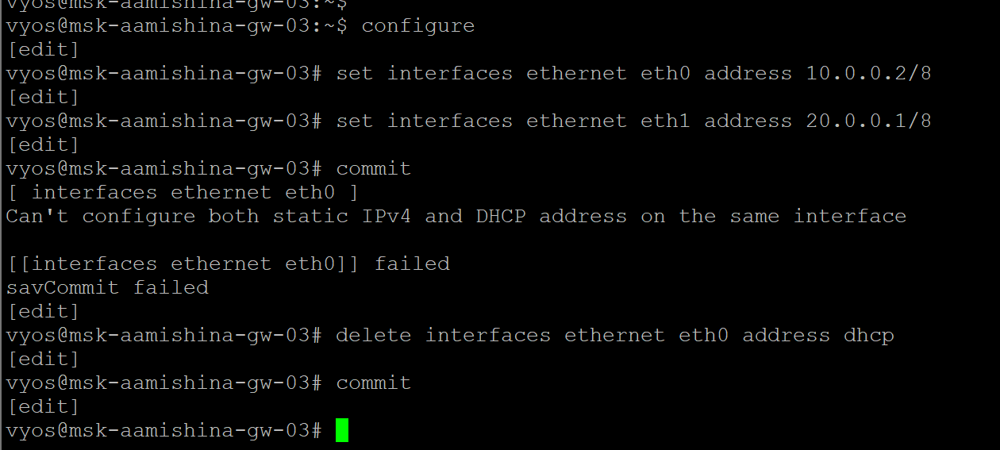 vyos@msk-aamishina-gw-03:~$
vyos@msk-aamishina-gw-03:~$ configure
[edit]
vyos@msk-aamishina-gw-03# set interfaces ethernet eth0 address 10.0.0.2/8
[edit]
vyos@msk-aamishina-gw-03# set interfaces ethernet eth1 address 20.0.0.1/8
[edit]
vyos@msk-aamishina-gw-03# commit
[ interfaces ethernet eth0 ]
Can't configure both static IPv4 and DHCP address on the same interface
[[interfaces ethernet eth0]] failed
savCommit failed
[edit]
vyos@msk-aamishina-gw-03# delete interfaces ethernet eth0 address dhcp
[edit]
vyos@msk-aamishina-gw-03# commit
[edit]
vyos@msk-aamishina-gw-03#